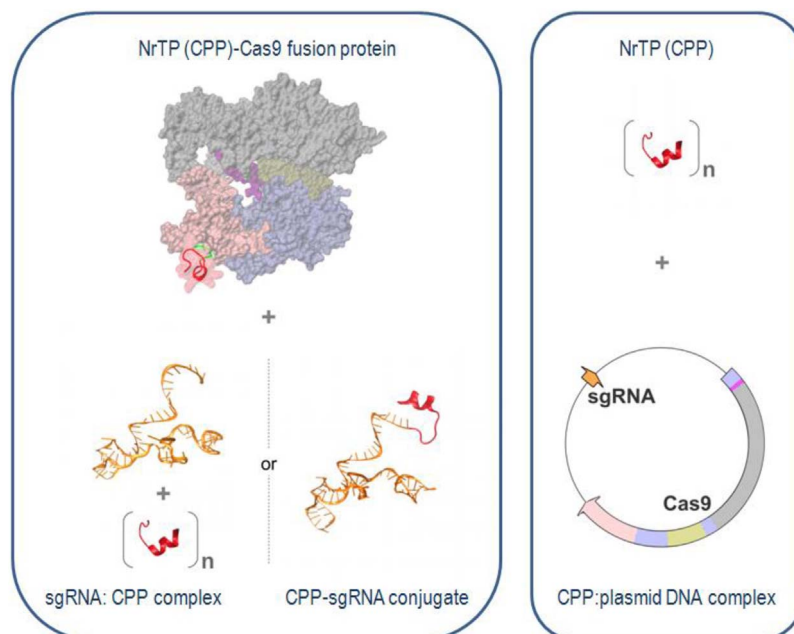 NrTP (CPP)-Cas9 fusion protein
+
or
+
n
sgRNA: CPP complex
CPP-sgRNA conjugate
NrTP (CPP)
n
+
sgRNA
Cas9
CPP:plasmid DNA complex